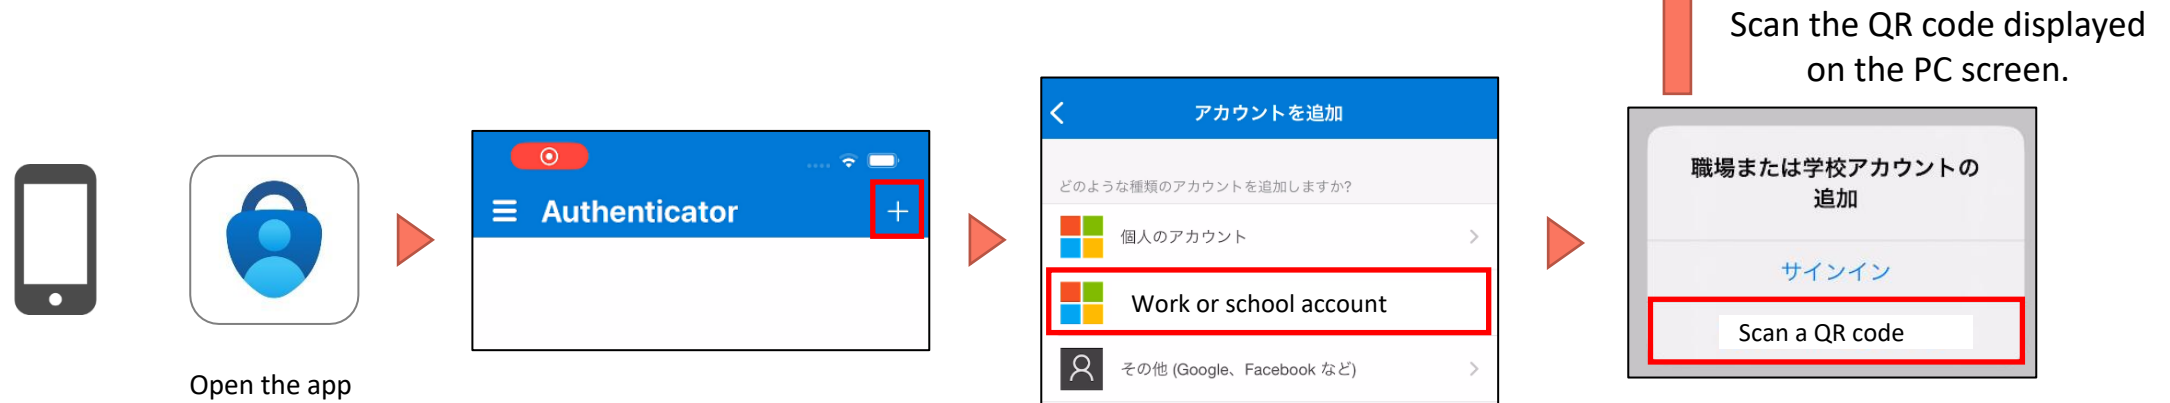 Scan the QR code displayed
on the PC screen.
Open the app
Authenticator
アカウントを追加
どのような種類のアカウントを追加しますか?
個人のアカウント
Work or school account
その他 (Google、Facebook など)
職場または学校アカウントの
追加
サインイン
Scan a QR code